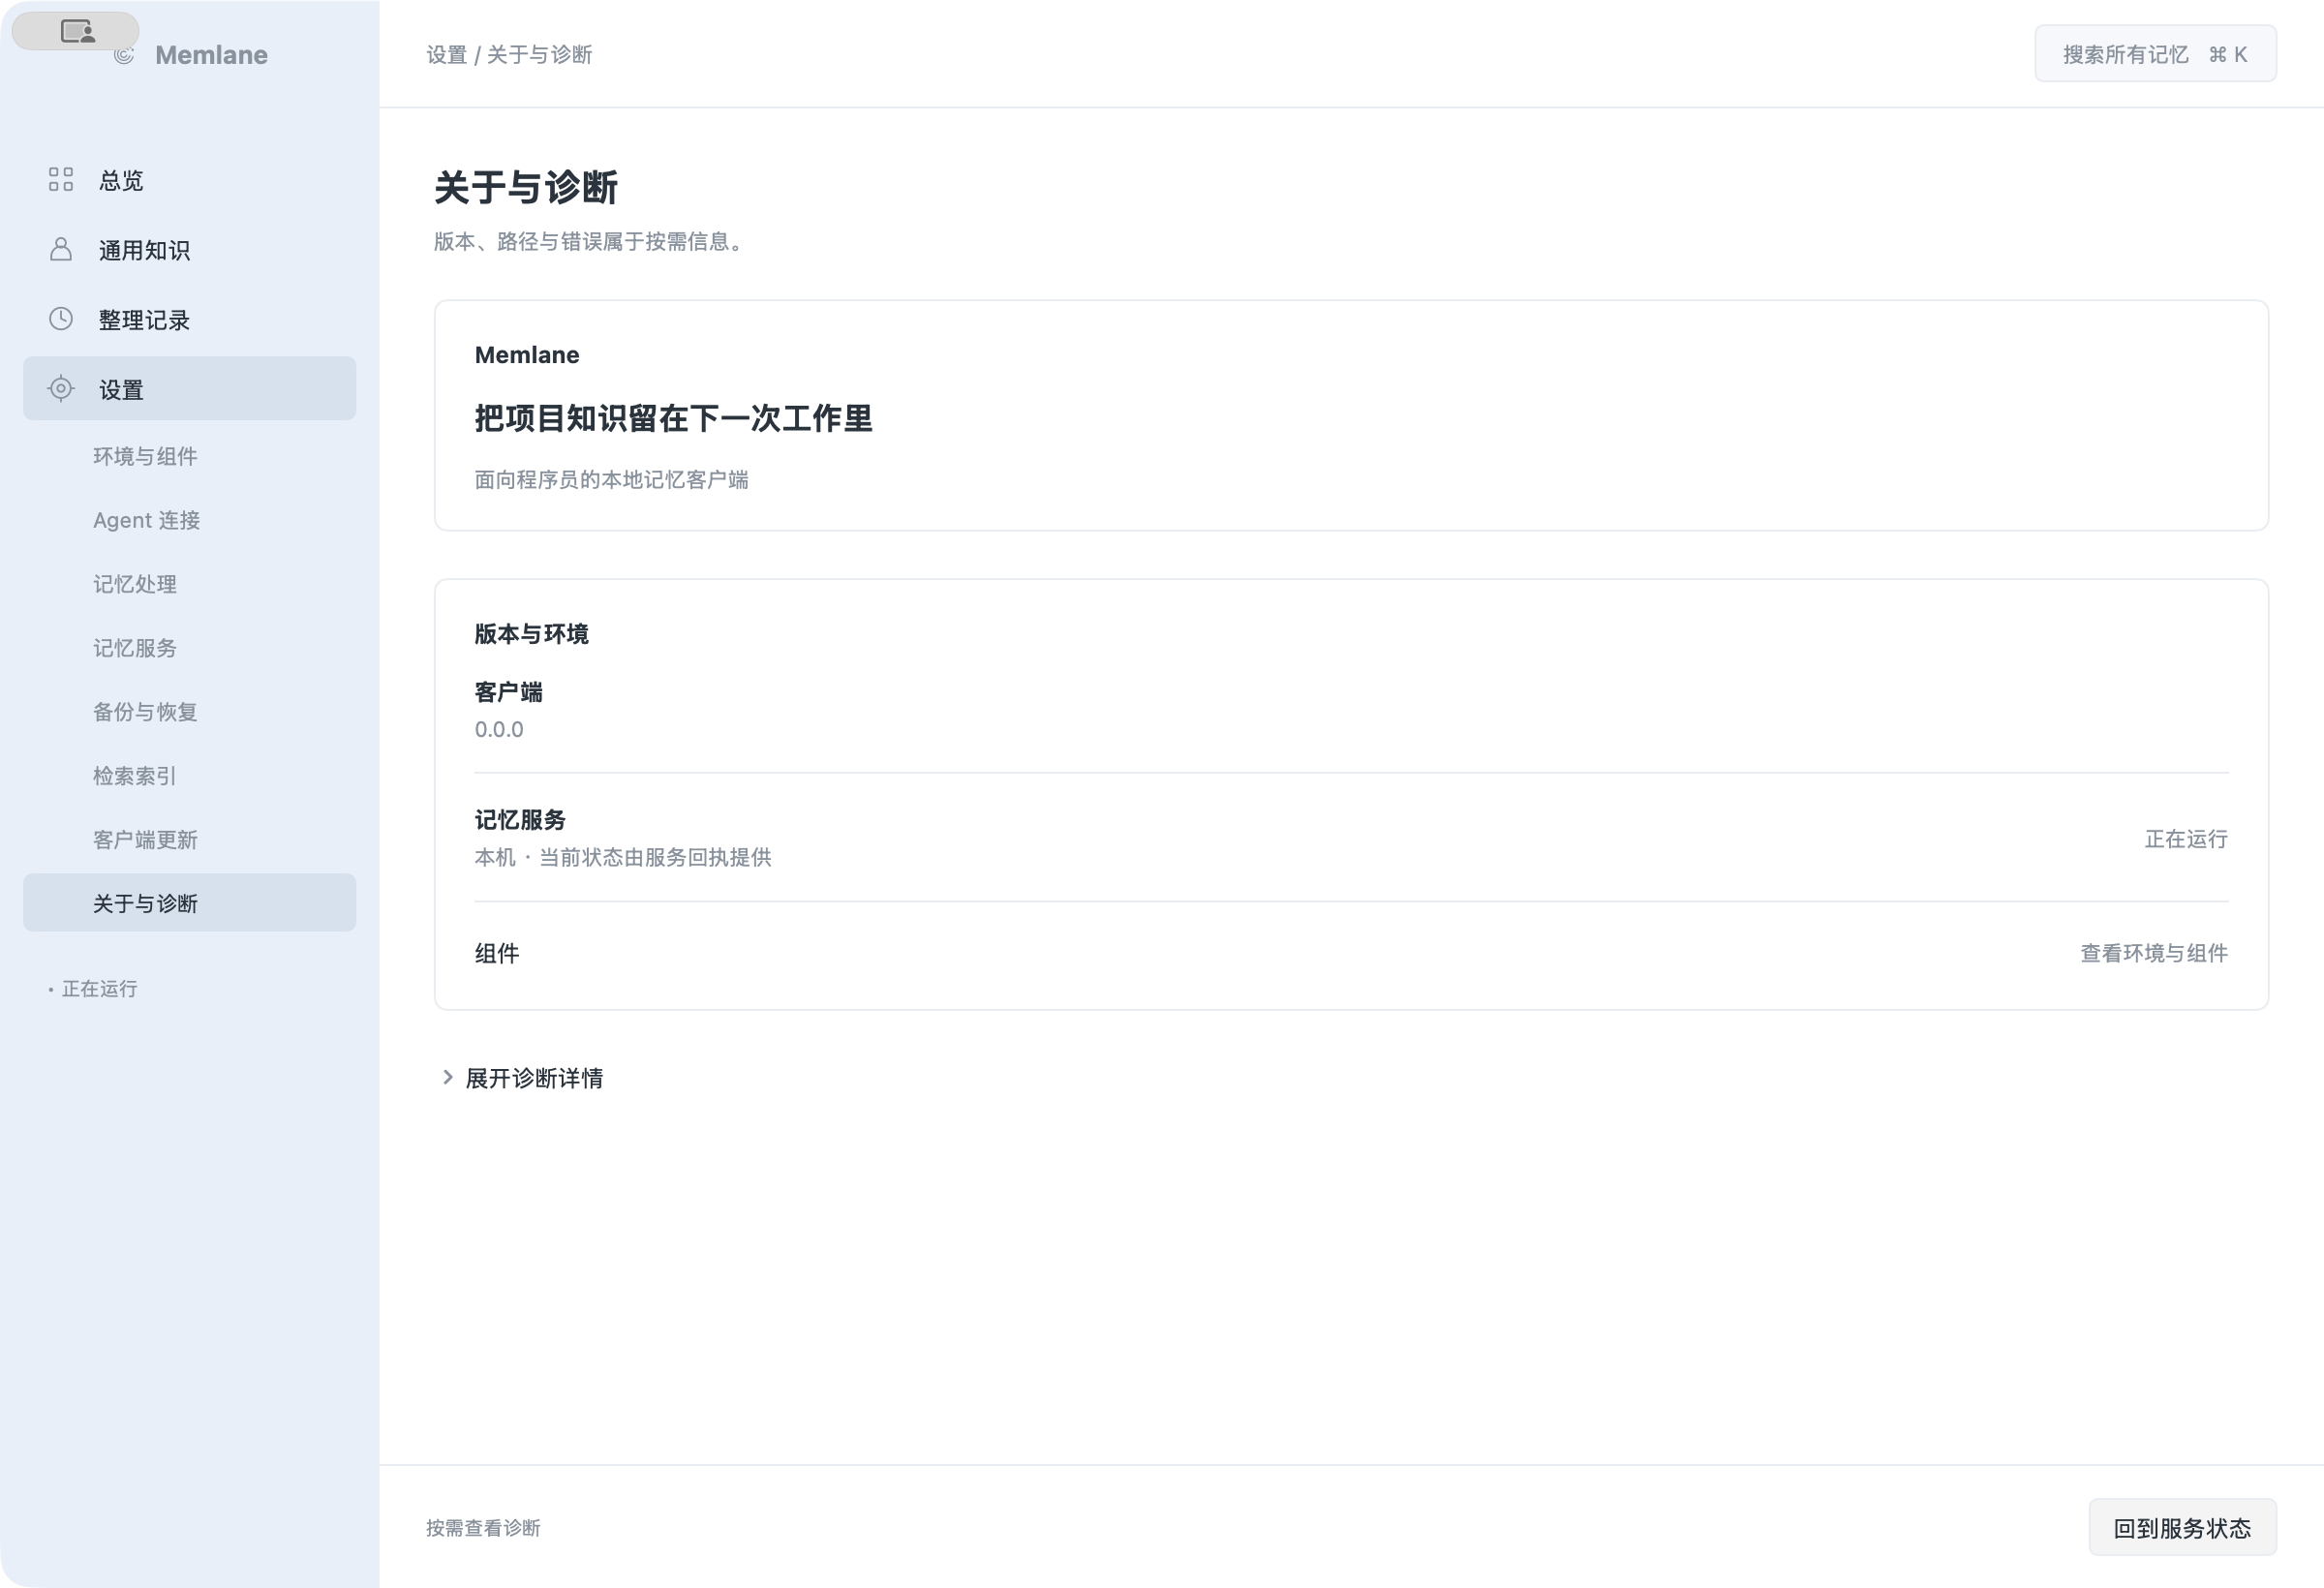 Memlane
设置 / 关于与诊断
搜索所有记忆 ⌘ K
总览
通用知识
整理记录
设置
环境与组件
Agent 连接
记忆处理
记忆服务
备份与恢复
检索索引
客户端更新
关于与诊断
· 正在运行
关于与诊断
版本、路径与错误属于按需信息。
Memlane
把项目知识留在下一次工作里
面向程序员的本地记忆客户端
版本与环境
客户端
0.0.0
记忆服务
本机 · 当前状态由服务回执提供
正在运行
组件
查看环境与组件
展开诊断详情
按需查看诊断
回到服务状态